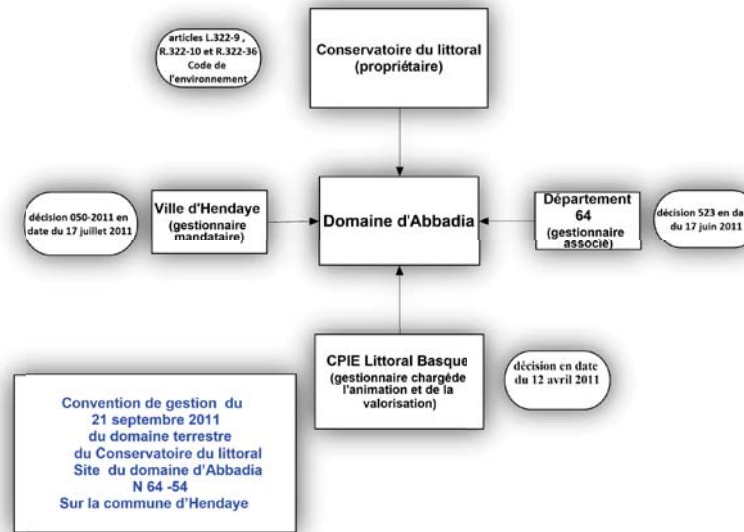 articles L.322-9 ,
R.322-10 et R.322-36
Code de
l'environnement
Conservatoire du littoral
(propriétaire)
décision 050-2011 en
date du 17 juillet 2011
Ville d'Hendaye
(gestionnaire
mandataire)
Domaine d'Abbadia
Département
64
(gestionnaire
associé)
décision 523 en da
du 17 juin 2011
CPIE Littoral Basque
(gestionnaire chargéde
l'animation et de la
valorisation)
décision en date
du 12 avril 2011
Convention de gestion du
21 septembre 2011
du domaine terrestre
du Conservatoire du littoral
Site du domaine d'Abbadia
N 64 -54
Sur la commune d'Hendaye